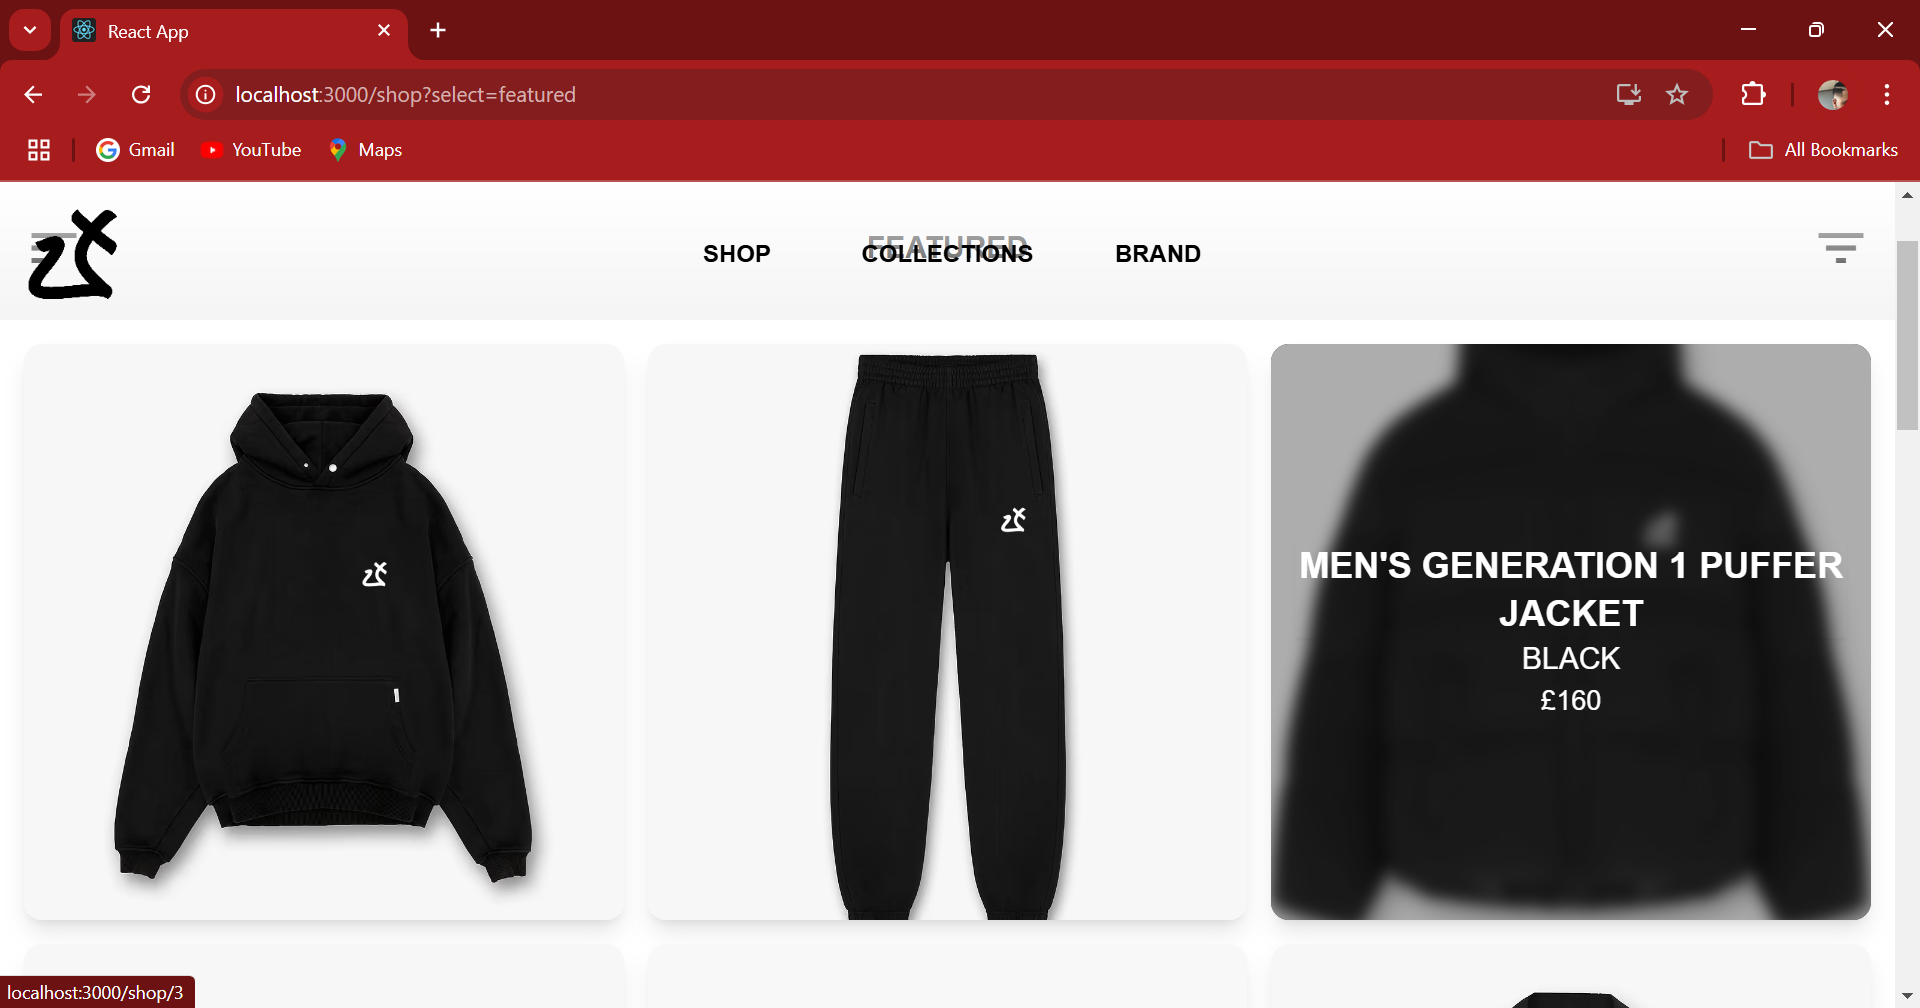 React App
localhost:3000/shop?select=featured
Gmail
YouTube
Maps
All Bookmarks
FEATURED
SHOP
COLLECTIONS
BRAND
MEN'S GENERATION 1 PUFFER
JACKET
BLACK
£160
localhost:3000/shop/3